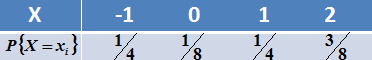 X -1 0 1 2
P{X = xᵢ} 1/4 1/8 1/4 3/8